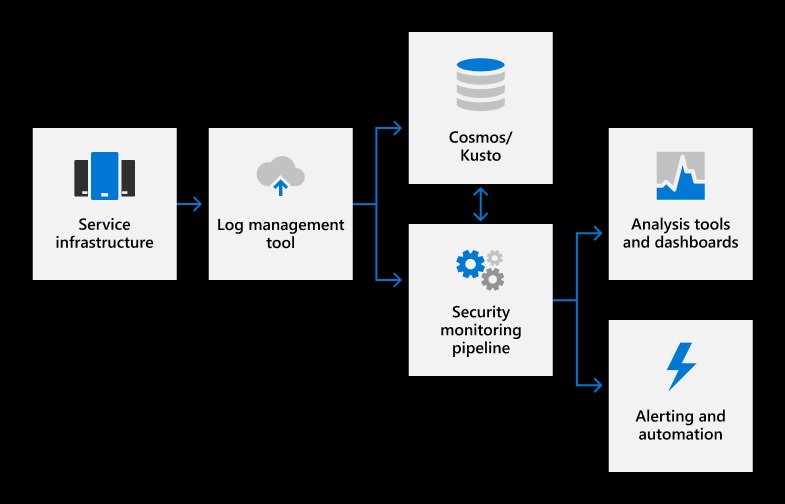 Service
infrastructure
Log management
tool
Cosmos/
Kusto
Security
monitoring
pipeline
Analysis tools
and dashboards
Alerting and
automation